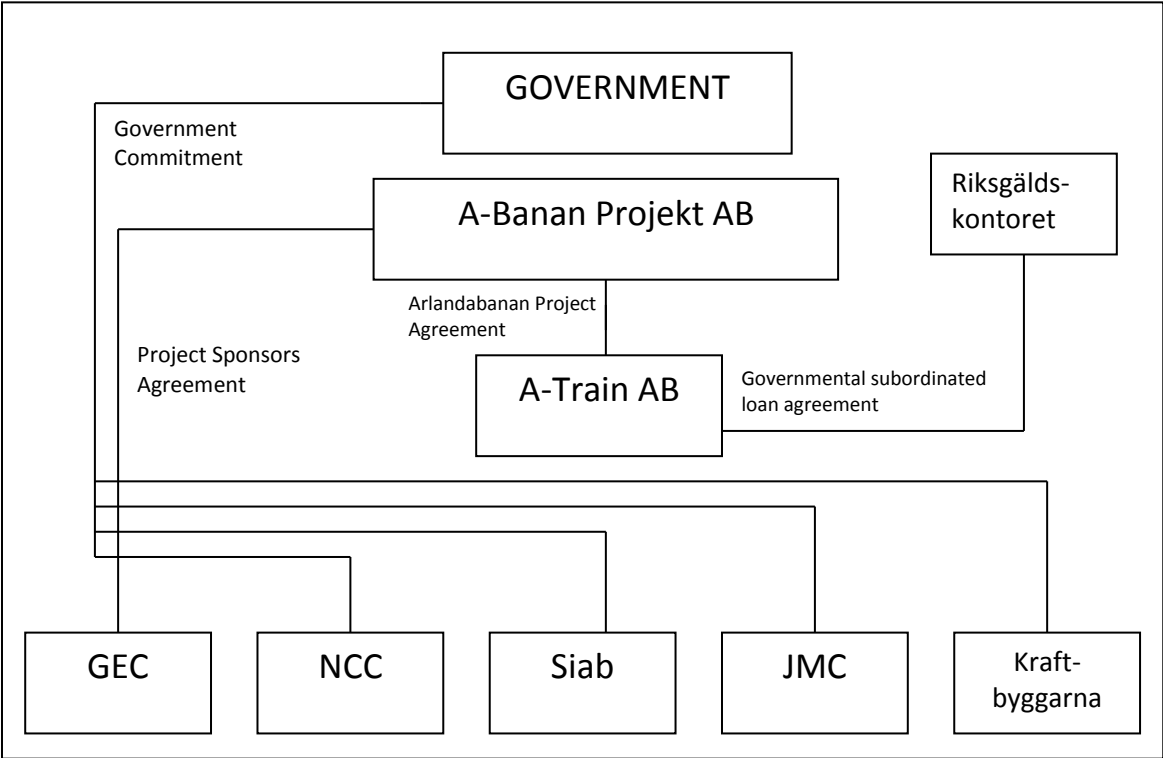 GOVERNMENT
Government
Commitment
Riksgälds-
kontoret
A-Banan Projekt AB
Arlandabanan Project
Agreement
Project Sponsors
Agreement
A-Train AB
Governmental subordinated
loan agreement
GEC
NCC
Siab
JMC
Kraft-
byggarna